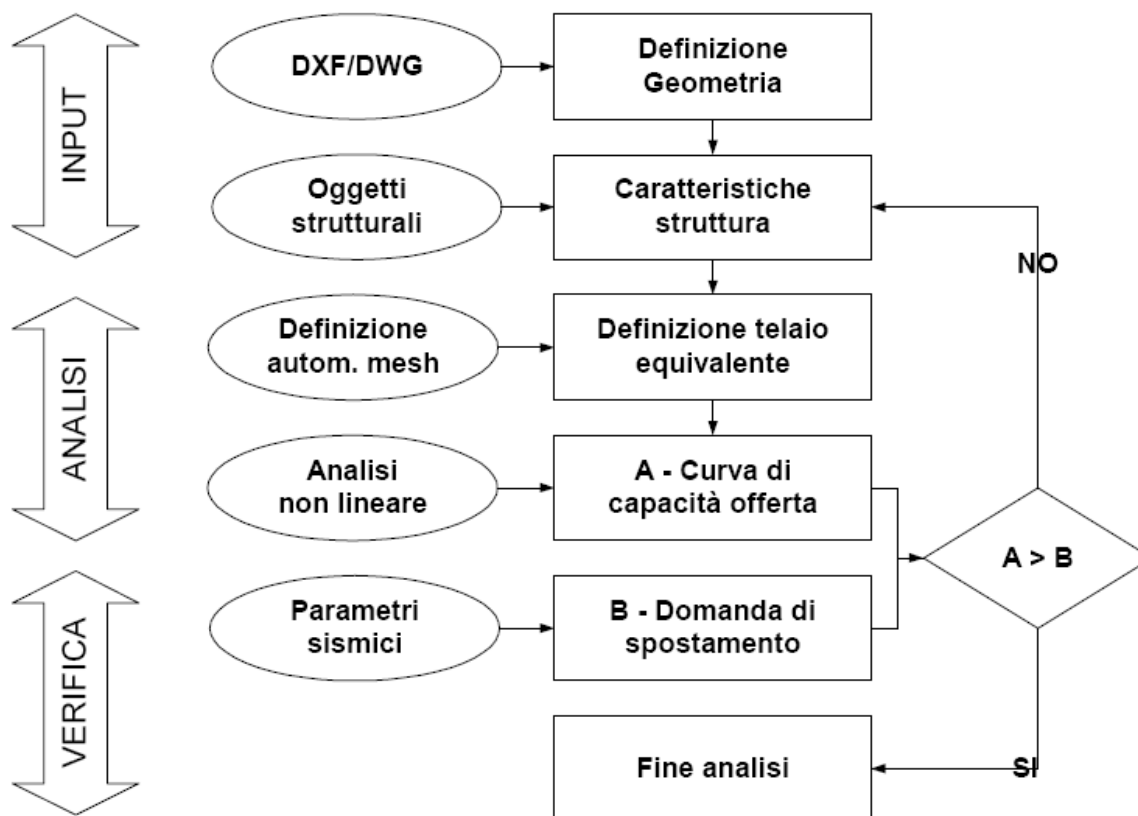 INPUT
DXF/DWG
Definizione
Geometria
Oggetti
strutturali
Caratteristiche
struttura
NO
ANALISI
Definizione
autom. mesh
Definizione telaio
equivalente
Analisi
non lineare
A - Curva di
capacità offerta
A > B
VERIFICA
Parametri
sismici
B - Domanda di
spostamento
Fine analisi
SI